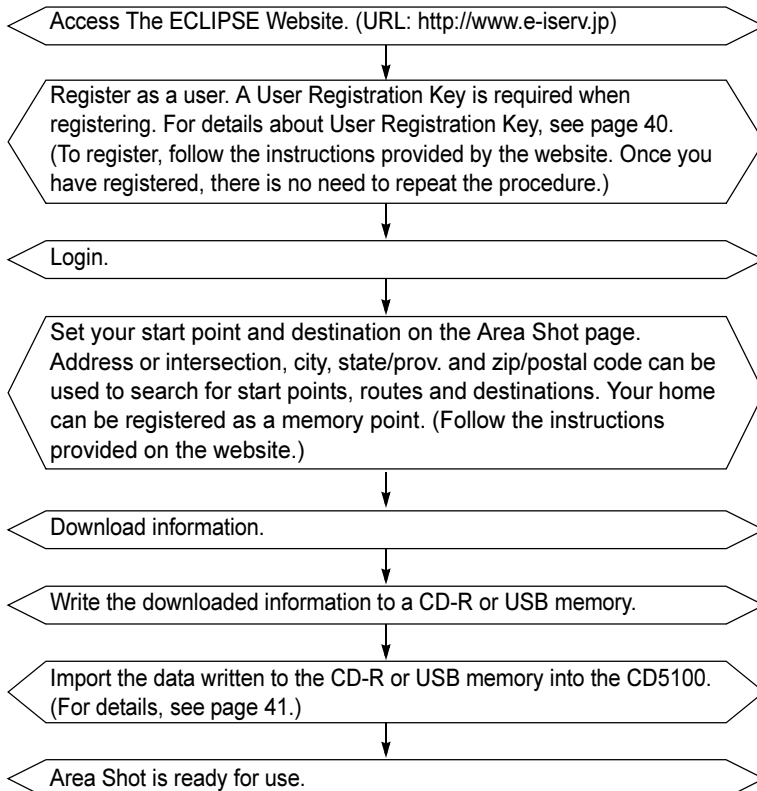 Access The ECLIPSE Website. (URL: http://www.e-iserv.jp)
Register as a user. A User Registration Key is required when
registering. For details about User Registration Key, see page 40.
(To register, follow the instructions provided by the website. Once you
have registered, there is no need to repeat the procedure.)
Login.
Set your start point and destination on the Area Shot page.
Address or intersection, city, state/prov. and zip/postal code can be
used to search for start points, routes and destinations. Your home
can be registered as a memory point. (Follow the instructions
provided on the website.)
Download information.
Write the downloaded information to a CD-R or USB memory.
Import the data written to the CD-R or USB memory into the CD5100.
(For details, see page 41.)
Area Shot is ready for use.